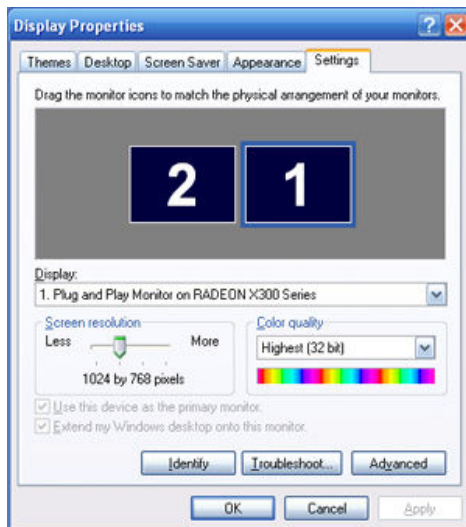 Display Properties
Themes Desktop Screen Saver Appearance Settings
Drag the monitor icons to match the physical arrangement of your monitors.
2 1
Display:
1. Plug and Play Monitor on RADEON X300 Series
Screen resolution
Less More
1024 by 768 pixels
Color quality
Highest (32 bit)
Use this device as the primary monitor.
Extend my Windows desktop onto this monitor.
Identify Troubleshoot... Advanced
OK Cancel Apply